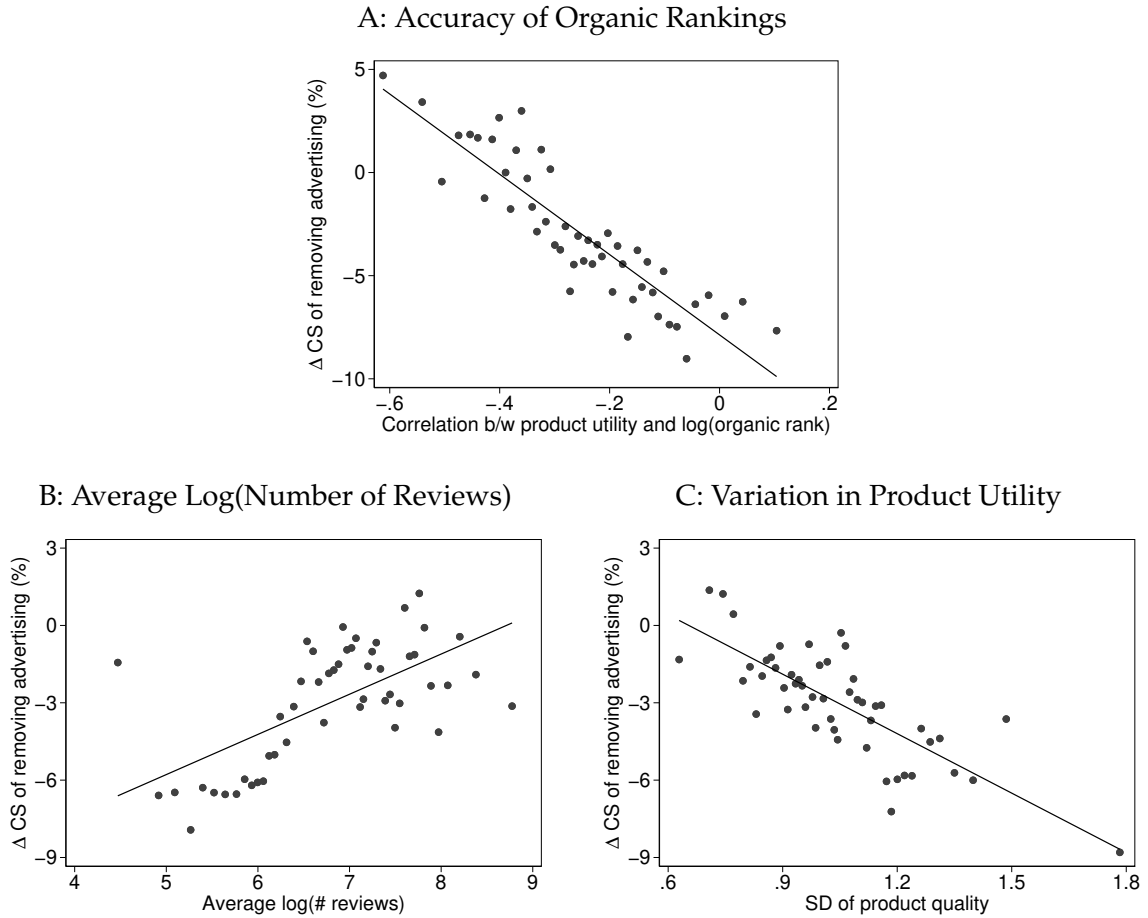 A: Accuracy of Organic Rankings
Δ CS of removing advertising (%)
5
0
−5
−10
−.6 −.4 −.2 0 .2
Correlation b/w product utility and log(organic rank)
B: Average Log(Number of Reviews)
Δ CS of removing advertising (%)
3
0
−3
−6
−9
4 5 6 7 8 9
Average log(# reviews)
C: Variation in Product Utility
Δ CS of removing advertising (%)
3
0
−3
−6
−9
.6 .9 1.2 1.5 1.8
SD of product quality